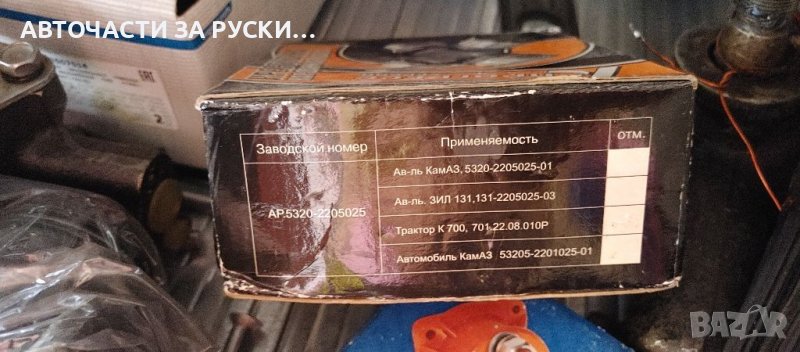 АВТОЧАСТИ ЗА РУСКИ...
Заводской номер
Применяемость
ОТМ.
АР.5320-2205025
Ав-ль КамАЗ, 5320-2205025-01
Ав-ль. ЗИЛ 131,131-2205025-03
Трактор К 700, 701-22.08.010Р
Автомобиль КамАЗ 53205-2201025-01
BAZAR